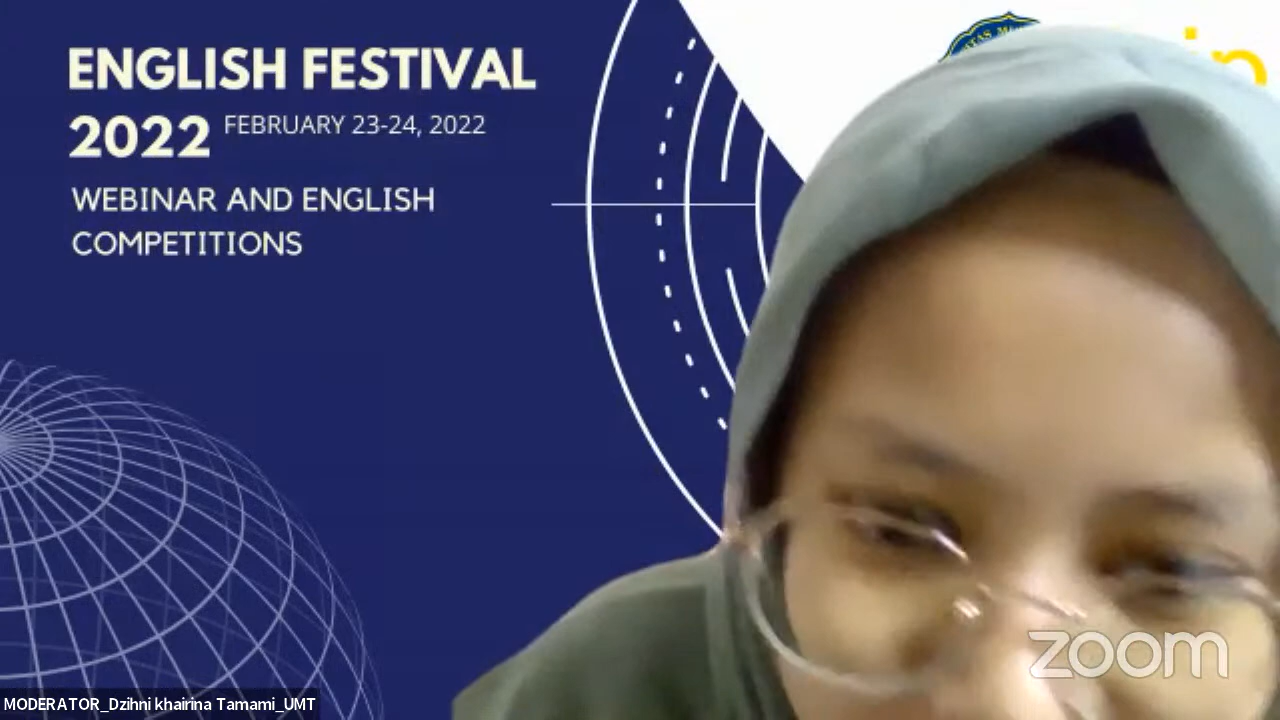 ENGLISH FESTIVAL
2022 FEBRUARY 23-24, 2022
WEBINAR AND ENGLISH
COMPETITIONS
zoom
MODERATOR_Dzihni khairina Tamami_UMT